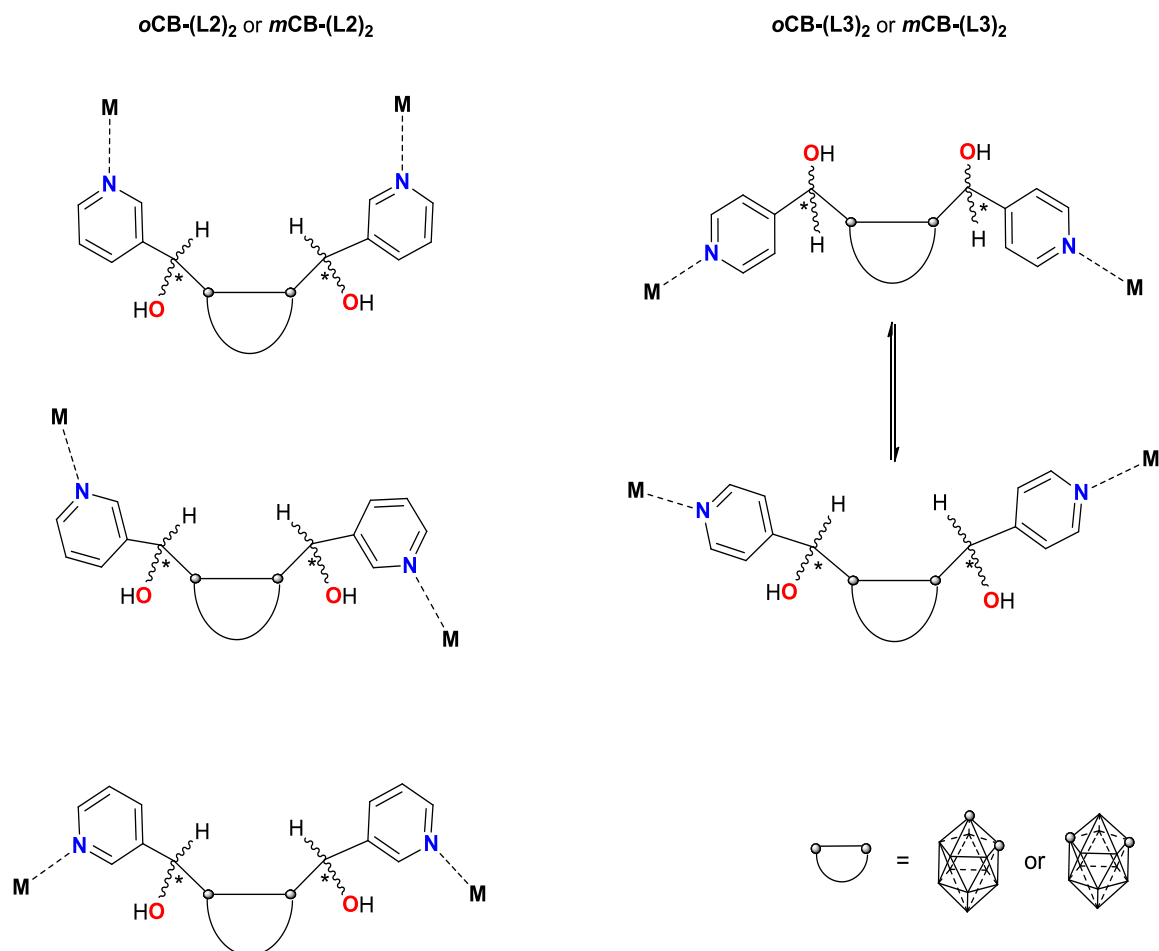 oCB-(L2)₂ or mCB-(L2)₂
oCB-(L3)₂ or mCB-(L3)₂
M
M
N
N
H
H
*
*
HO
OH
OH
OH
*
*
H
H
N
N
M
M
M
N
H
H
*
*
N
HO
OH
M
M
M
N
N
H
H
*
*
HO
OH
N
N
H
H
*
*
M
M
HO
OH
= or